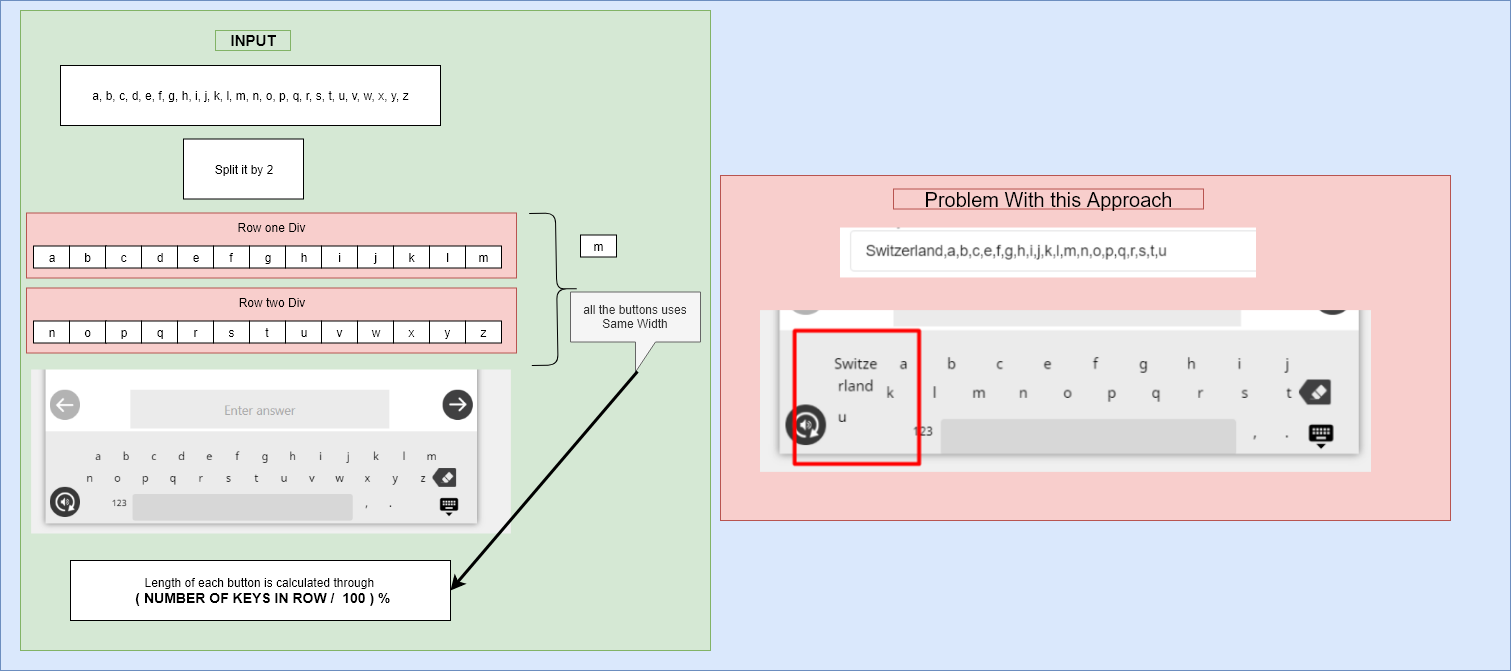 INPUT
a, b, c, d, e, f, g, h, i, j, k, l, m, n, o, p, q, r, s, t, u, v, w, x, y, z
Split it by 2
Row one Div
a b c d e f g h i j k l m
Row two Div
n o p q r s t u v w x y z
m
all the buttons uses
Same Width
Enter answer
a b c d e f g h i j k l m
n o p q r s t u v w x y z
123 , .
Length of each button is calculated through
( NUMBER OF KEYS IN ROW / 100 ) %
Problem With this Approach
Switzerland,a,b,c,e,f,g,h,i,j,k,l,m,n,o,p,q,r,s,t,u
Switze a b c e f g h i j
rland k l m n o p q r s t
u
123 , .